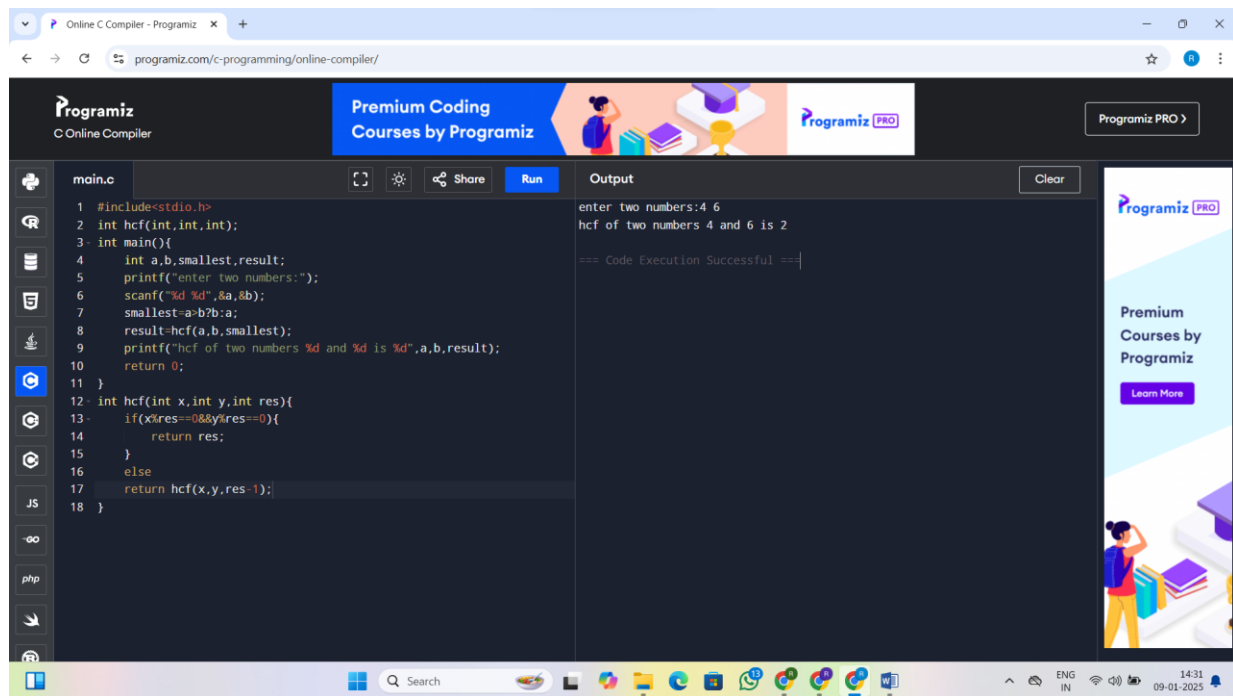 Online C Compiler - Programiz
programiz.com/c-programming/online-compiler/
R
Programiz
C Online Compiler
Premium Coding
Courses by Programiz
Programiz PRO
Programiz PRO >
main.c
Share
Run
Output
Clear
1 #include<stdio.h>
2 int hcf(int,int,int);
3 int main(){
4 int a,b,smallest,result;
5 printf("enter two numbers:");
6 scanf("%d %d",&a,&b);
7 smallest=a>b?b:a;
8 result=hcf(a,b,smallest);
9 printf("hcf of two numbers %d and %d is %d",a,b,result);
10 return 0;
11 }
12 int hcf(int x,int y,int res){
13 if(x%res==0&&y%res==0){
14 return res;
15 }
16 else
17 return hcf(x,y,res-1);
18 }
enter two numbers:4 6
hcf of two numbers 4 and 6 is 2
=== Code Execution Successful ===
JS
GO
php
Programiz PRO
Premium
Courses by
Programiz
Learn More
Search
13
ENG
IN
14:31
09-01-2025